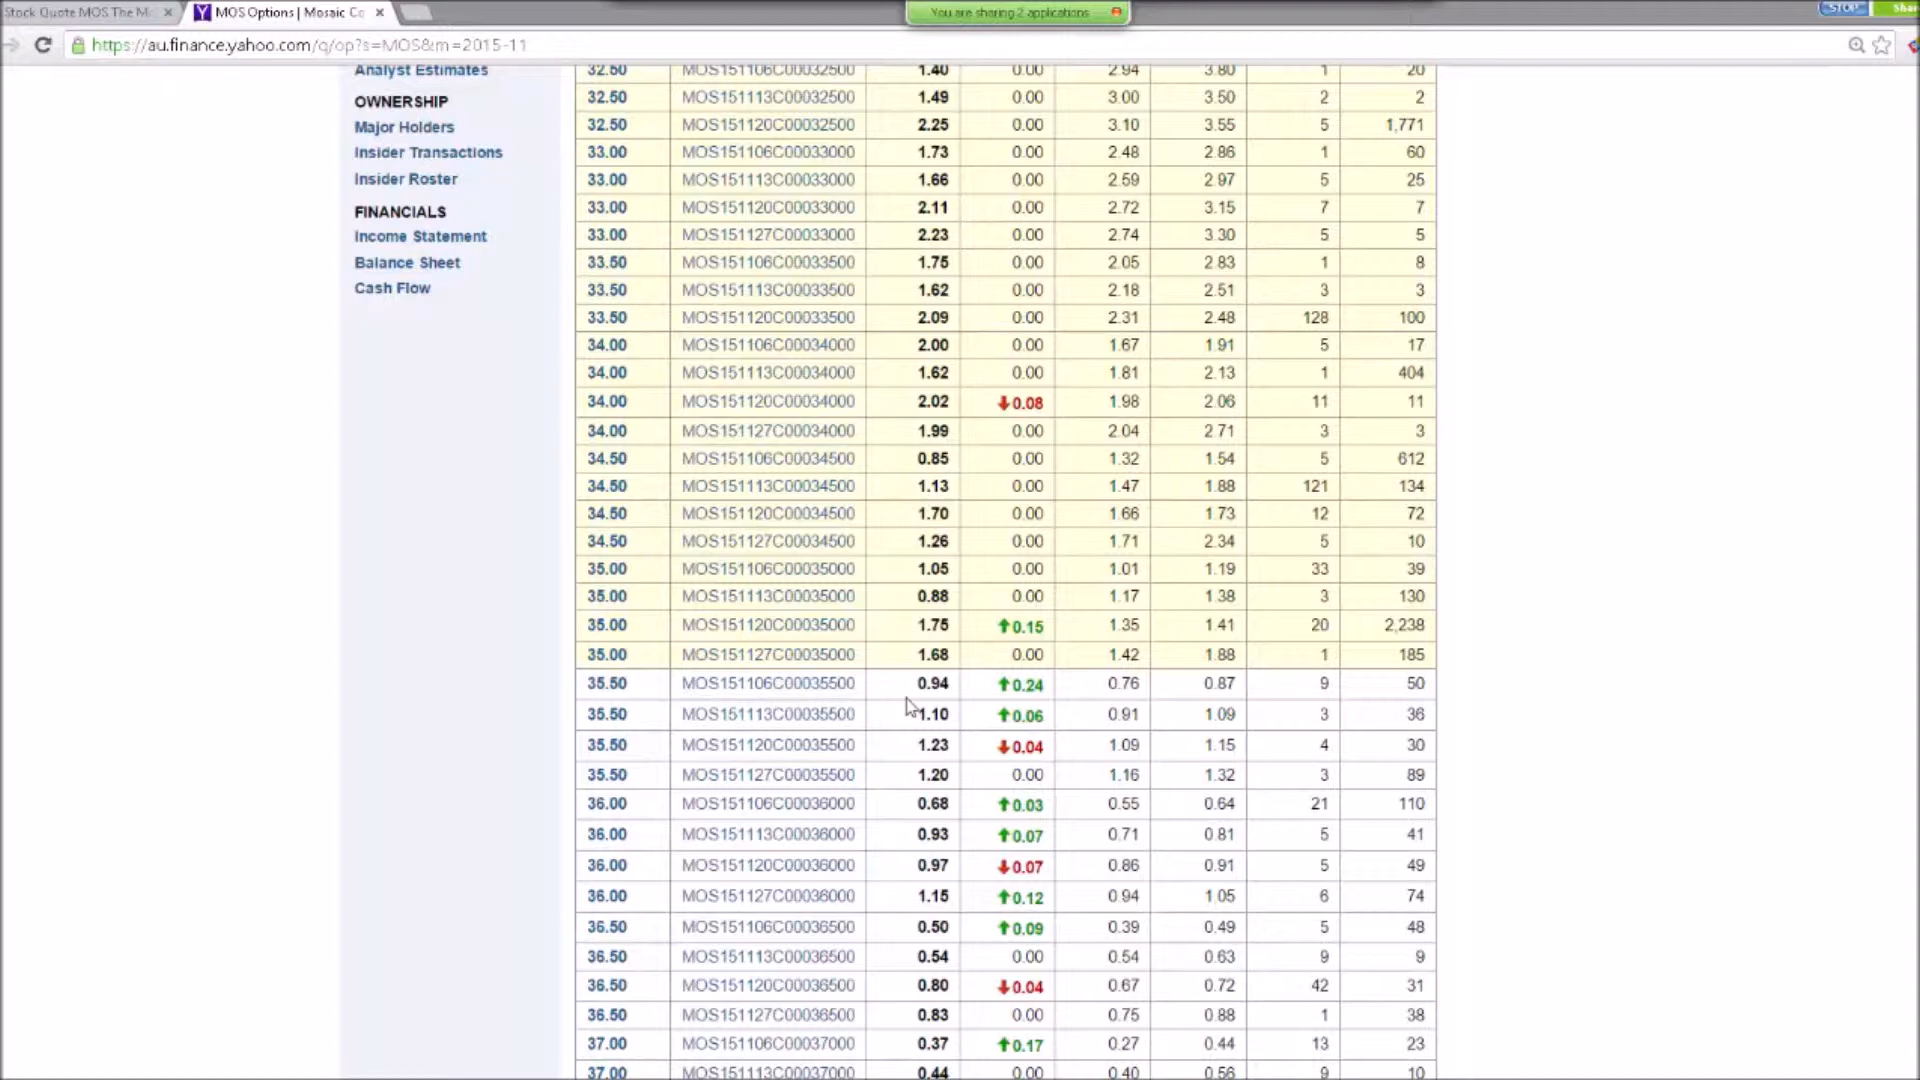 Stock Quote MOS The M
MOS Options | Mosaic Co
You are sharing 2 applications
STOP
Shar
https://au.finance.yahoo.com/q/op?s=MOS&m=2015-11
Analyst Estimates
OWNERSHIP
Major Holders
Insider Transactions
Insider Roster
FINANCIALS
Income Statement
Balance Sheet
Cash Flow
32.50 MOS151106C00032500 1.40 0.00 2.94 3.80 1 20
32.50 MOS151113C00032500 1.49 0.00 3.00 3.50 2 2
32.50 MOS151120C00032500 2.25 0.00 3.10 3.55 5 1,771
33.00 MOS151106C00033000 1.73 0.00 2.48 2.86 1 60
33.00 MOS151113C00033000 1.66 0.00 2.59 2.97 5 25
33.00 MOS151120C00033000 2.11 0.00 2.72 3.15 7 7
33.00 MOS151127C00033000 2.23 0.00 2.74 3.30 5 5
33.50 MOS151106C00033500 1.75 0.00 2.05 2.83 1 8
33.50 MOS151113C00033500 1.62 0.00 2.18 2.51 3 3
33.50 MOS151120C00033500 2.09 0.00 2.31 2.48 128 100
34.00 MOS151106C00034000 2.00 0.00 1.67 1.91 5 17
34.00 MOS151113C00034000 1.62 0.00 1.81 2.13 1 404
34.00 MOS151120C00034000 2.02 0.08 1.98 2.06 11 11
34.00 MOS151127C00034000 1.99 0.00 2.04 2.71 3 3
34.50 MOS151106C00034500 0.85 0.00 1.32 1.54 5 612
34.50 MOS151113C00034500 1.13 0.00 1.47 1.88 121 134
34.50 MOS151120C00034500 1.70 0.00 1.66 1.73 12 72
34.50 MOS151127C00034500 1.26 0.00 1.71 2.34 5 10
35.00 MOS151106C00035000 1.05 0.00 1.01 1.19 33 39
35.00 MOS151113C00035000 0.88 0.00 1.17 1.38 3 130
35.00 MOS151120C00035000 1.75 0.15 1.35 1.41 20 2,238
35.00 MOS151127C00035000 1.68 0.00 1.42 1.88 1 185
35.50 MOS151106C00035500 0.94 0.24 0.76 0.87 9 50
35.50 MOS151113C00035500 1.10 0.06 0.91 1.09 3 36
35.50 MOS151120C00035500 1.23 0.04 1.09 1.15 4 30
35.50 MOS151127C00035500 1.20 0.00 1.16 1.32 3 89
36.00 MOS151106C00036000 0.68 0.03 0.55 0.64 21 110
36.00 MOS151113C00036000 0.93 0.07 0.71 0.81 5 41
36.00 MOS151120C00036000 0.97 0.07 0.86 0.91 5 49
36.00 MOS151127C00036000 1.15 0.12 0.94 1.05 6 74
36.50 MOS151106C00036500 0.50 0.09 0.39 0.49 5 48
36.50 MOS151113C00036500 0.54 0.00 0.54 0.63 9 9
36.50 MOS151120C00036500 0.80 0.04 0.67 0.72 42 31
36.50 MOS151127C00036500 0.83 0.00 0.75 0.88 1 38
37.00 MOS151106C00037000 0.37 0.17 0.27 0.44 13 23
37.00 MOS151113C00037000 0.44 0.00 0.40 0.56 9 10